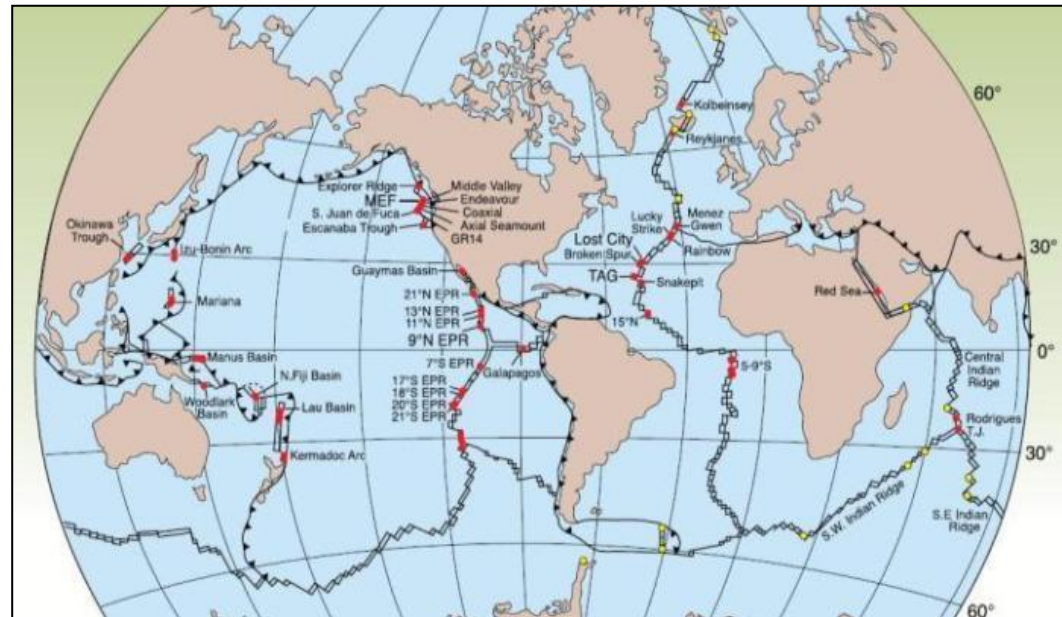 60°
Kolbeinsey
Reykjanes
Explorer Ridge
Middle Valley
MEF
Endeavour
S. Juan de Fuca
Coaxial
Escanaba Trough
Axial Seamount
GR14
Okinawa
Trough
Izu-Bonin Arc
Lucky
Strike
Menez
Gwen
Lost City
Rainbow
Broken Spur
30°
Guaymas Basin
TAG
Snakepit
Mariana
21°N EPR
Red Sea
13°N EPR
11°N EPR
15°N
9°N EPR
0°
Manus Basin
7°S EPR
Galapagos
5-9°S
Central
Indian
Ridge
N.Fiji Basin
17°S EPR
18°S EPR
Woodlark
Basin
Lau Basin
20°S EPR
21°S EPR
Rodrigues
T.J.
Kermadoc Arc
30°
S.W. Indian Ridge
S.E Indian
Ridge
60°